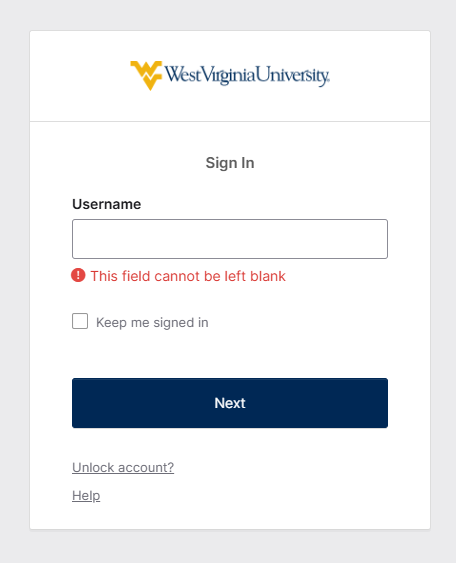 WestVirginiaUniversity.
Sign In
Username
This field cannot be left blank
Keep me signed in
Next
Unlock account?
Help